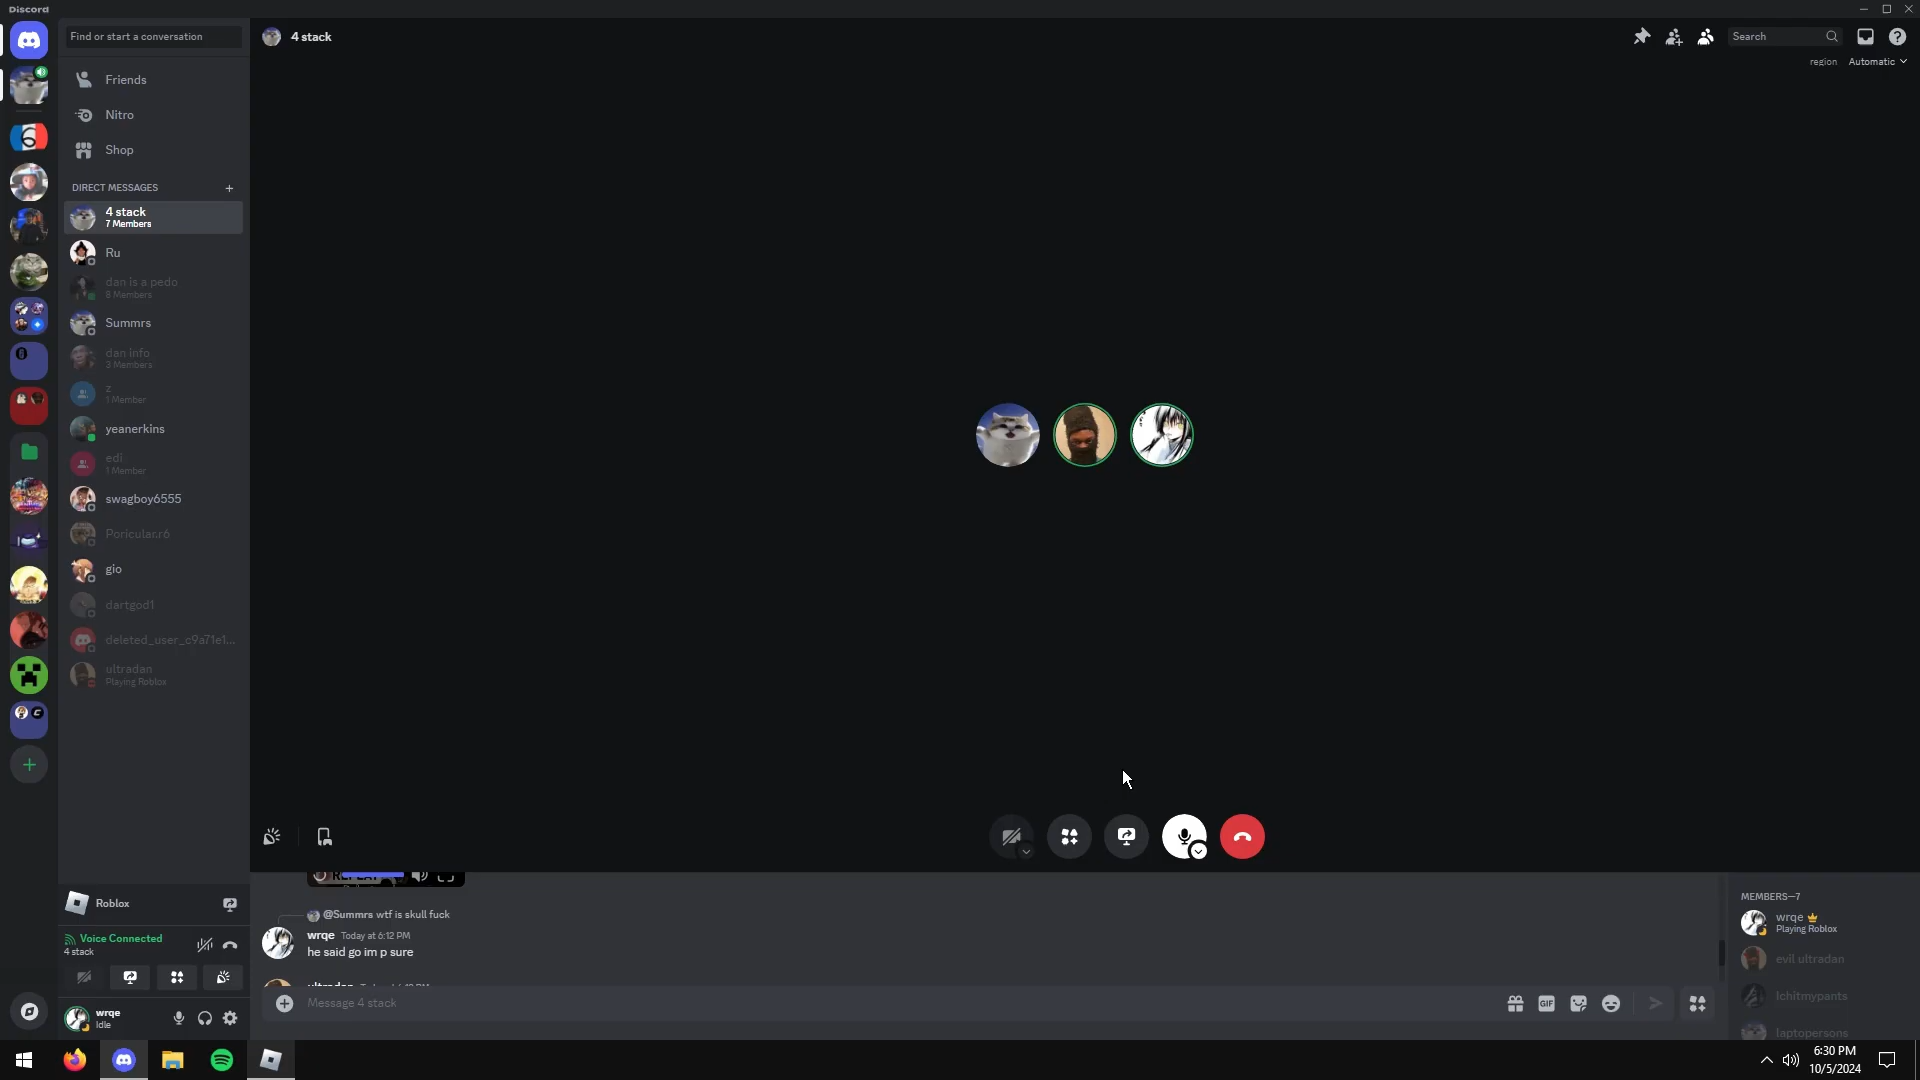 Discord
Find or start a conversation
4 stack
Search
region Automatic
Friends
Nitro
Shop
DIRECT MESSAGES
4 stack
7 Members
Ru
dan is a pedo
8 Members
Summrs
dan info
3 Members
z
1 Member
yeanerkins
edi
1 Member
swagboy6555
Poricular.r6
gio
dartgod1
deleted_user_c9a71e1...
ultradan
Playing Roblox
Roblox
Voice Connected
4 stack
wrqe
Idle
@Summrs wtf is skull fuck
wrqe Today at 6:12 PM
he said go im p sure
Message 4 stack
GIF
MEMBERS—7
wrqe
Playing Roblox
evil ultradan
laptopersons
6:30 PM
10/5/2024